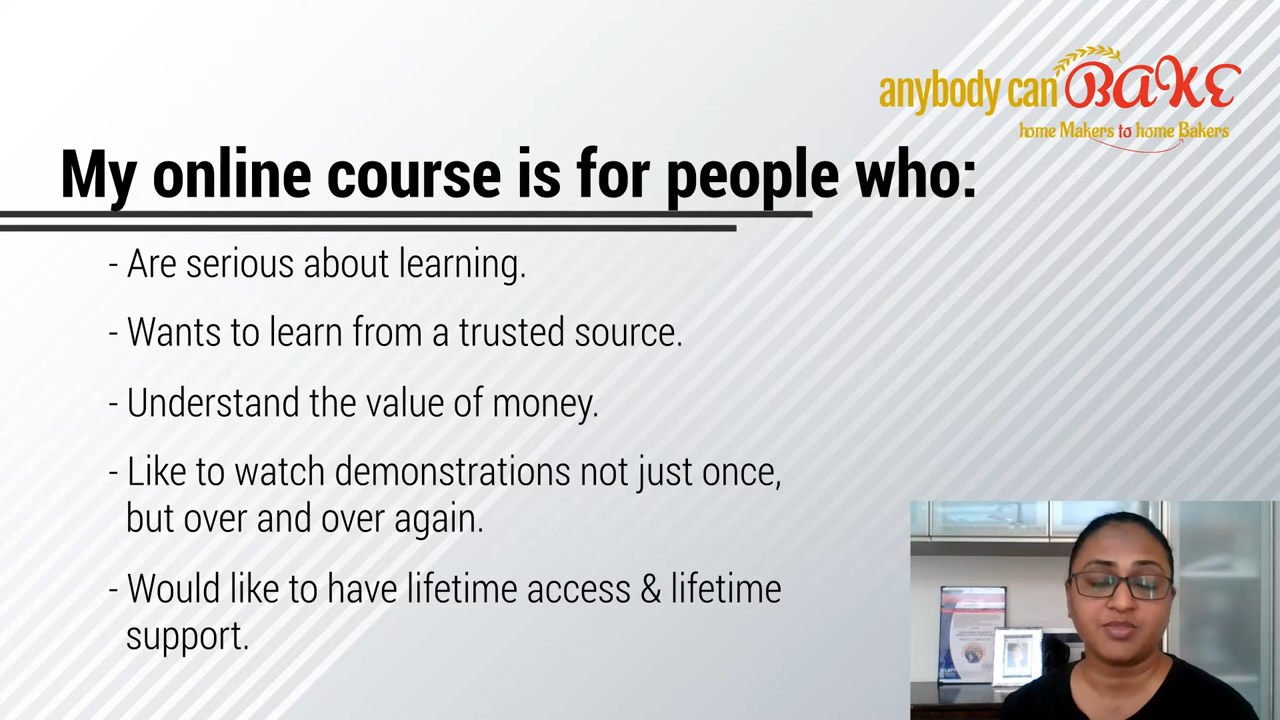 anybody can BAKE
home Makers to home Bakers
My online course is for people who:
- Are serious about learning.
- Wants to learn from a trusted source.
- Understand the value of money.
- Like to watch demonstrations not just once,
but over and over again.
- Would like to have lifetime access & lifetime
support.